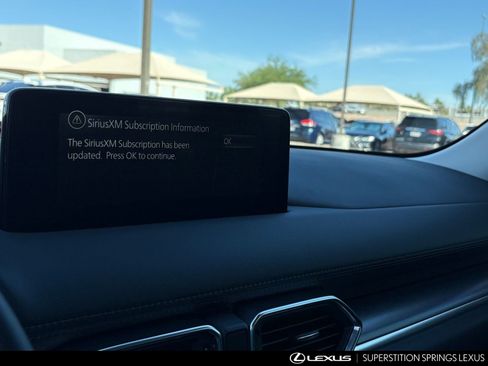 SiriusXM Subscription Information
The SiriusXM Subscription has been
updated. Press OK to continue.
OK
LEXUS | SUPERSTITION SPRINGS LEXUS